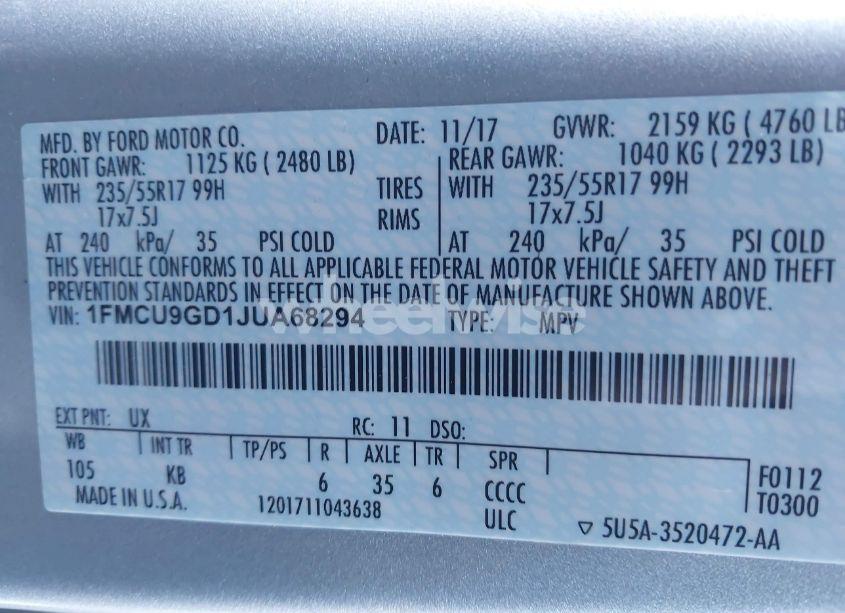 MFD. BY FORD MOTOR CO. DATE: 11/17 GVWR: 2159 KG ( 4760 LB
FRONT GAWR: 1125 KG ( 2480 LB) REAR GAWR: 1040 KG ( 2293 LB)
WITH 235/55R17 99H TIRES WITH 235/55R17 99H
17x7.5J RIMS 17x7.5J
AT 240 kPa/ 35 PSI COLD AT 240 kPa/ 35 PSI COLD
THIS VEHICLE CONFORMS TO ALL APPLICABLE FEDERAL MOTOR VEHICLE SAFETY AND THEFT
PREVENTION STANDARDS IN EFFECT ON THE DATE OF MANUFACTURE SHOWN ABOVE.
VIN: 1FMCU9GD1JUA68294 TYPE: MPV
wheelwise
EXT PNT: UX RC: 11 DSO:
WB INT TR TP/PS R AXLE TR SPR
105 KB 6 35 6 CCCC F0112
MADE IN U.S.A. 1201711043638 ULC T0300
5U5A-3520472-AA